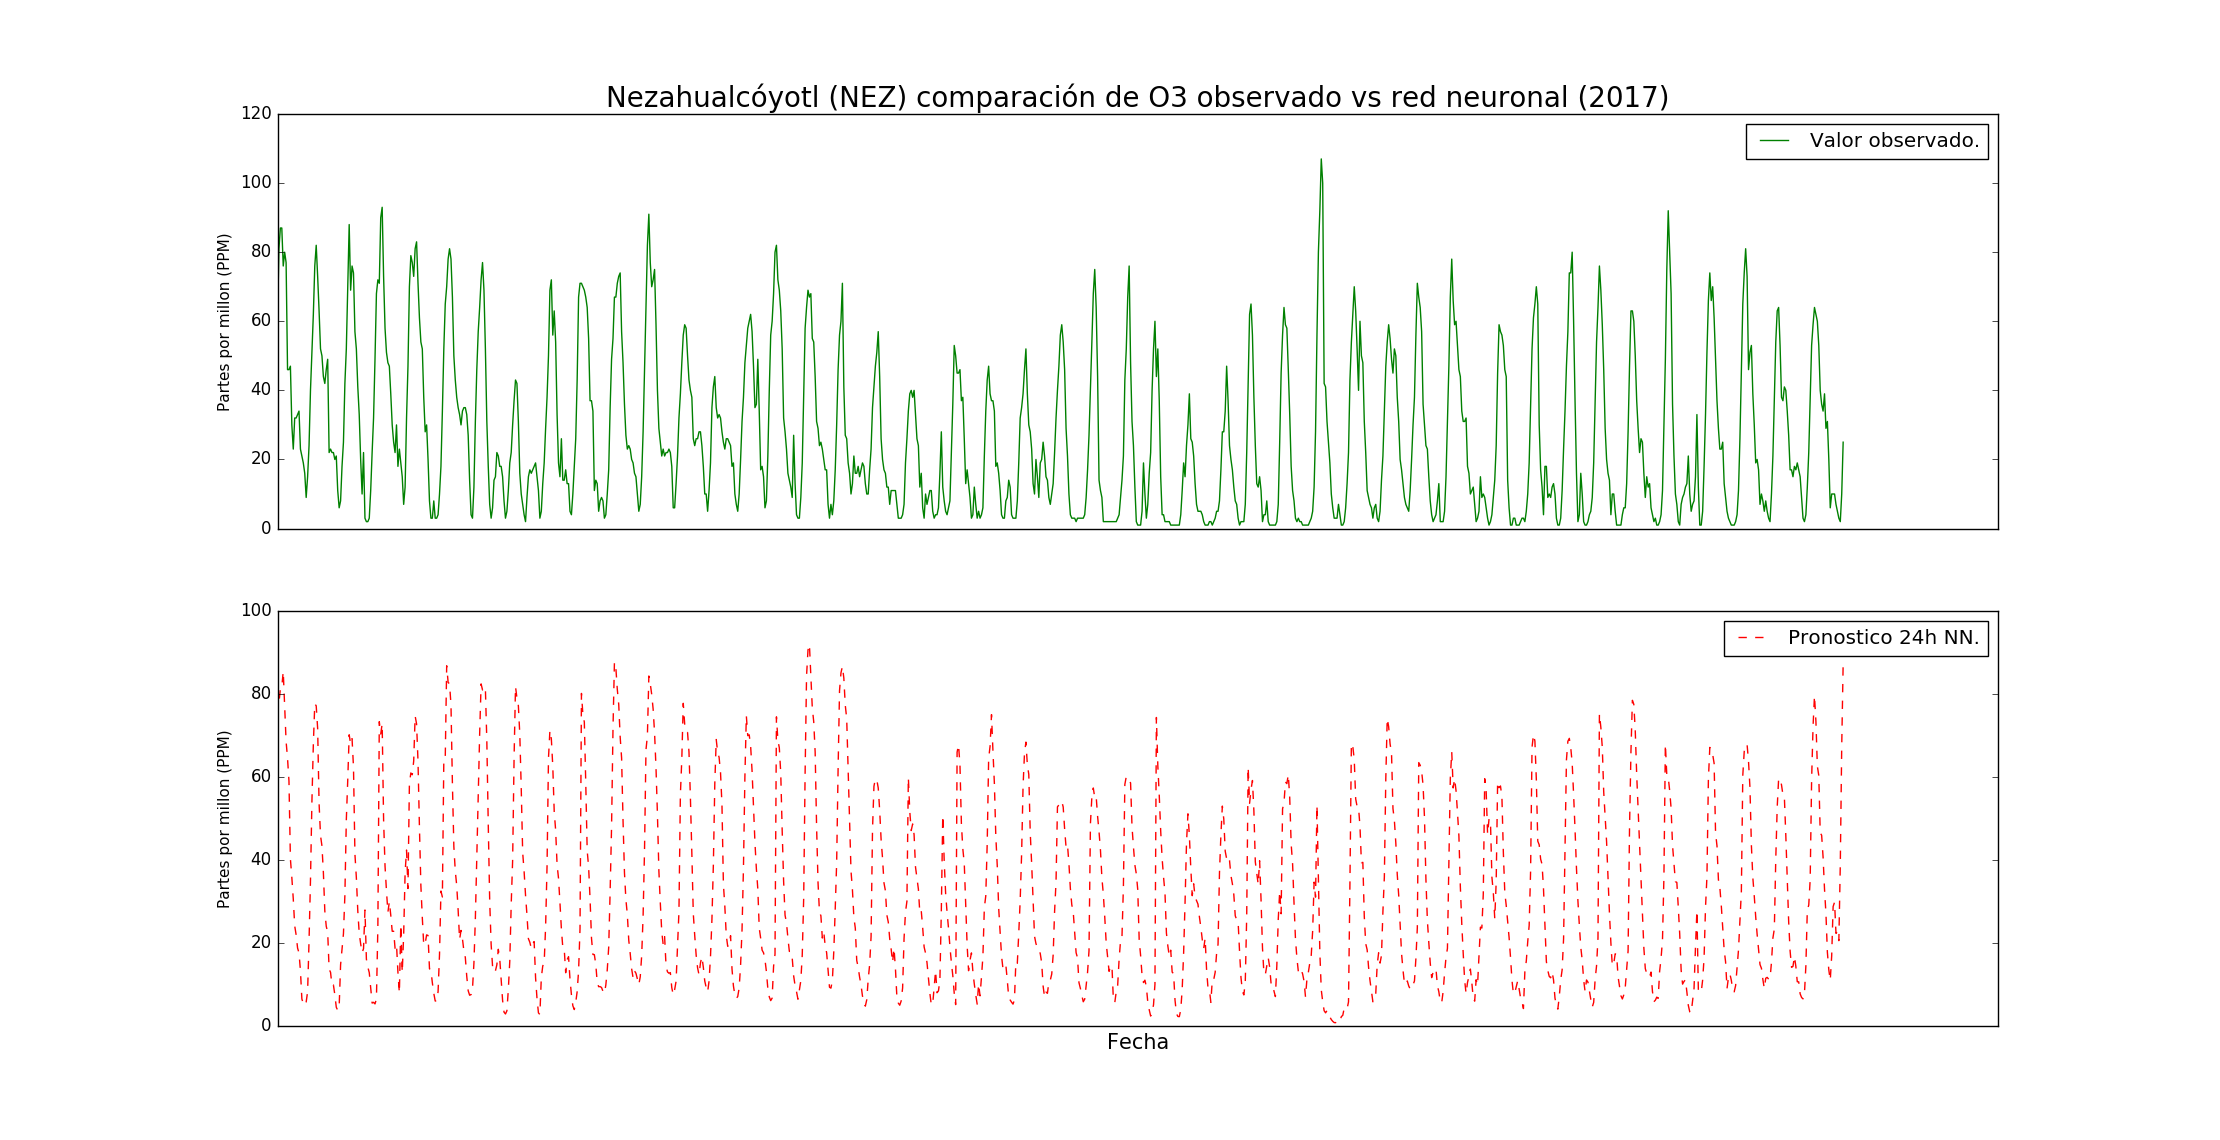 Nezahualcóyotl (NEZ) comparación de O3 observado vs red neuronal (2017)
120
100
80
60
40
20
0
Partes por millon (PPM)
Valor observado.
100
80
60
40
20
0
Partes por millon (PPM)
Pronostico 24h NN.
Fecha